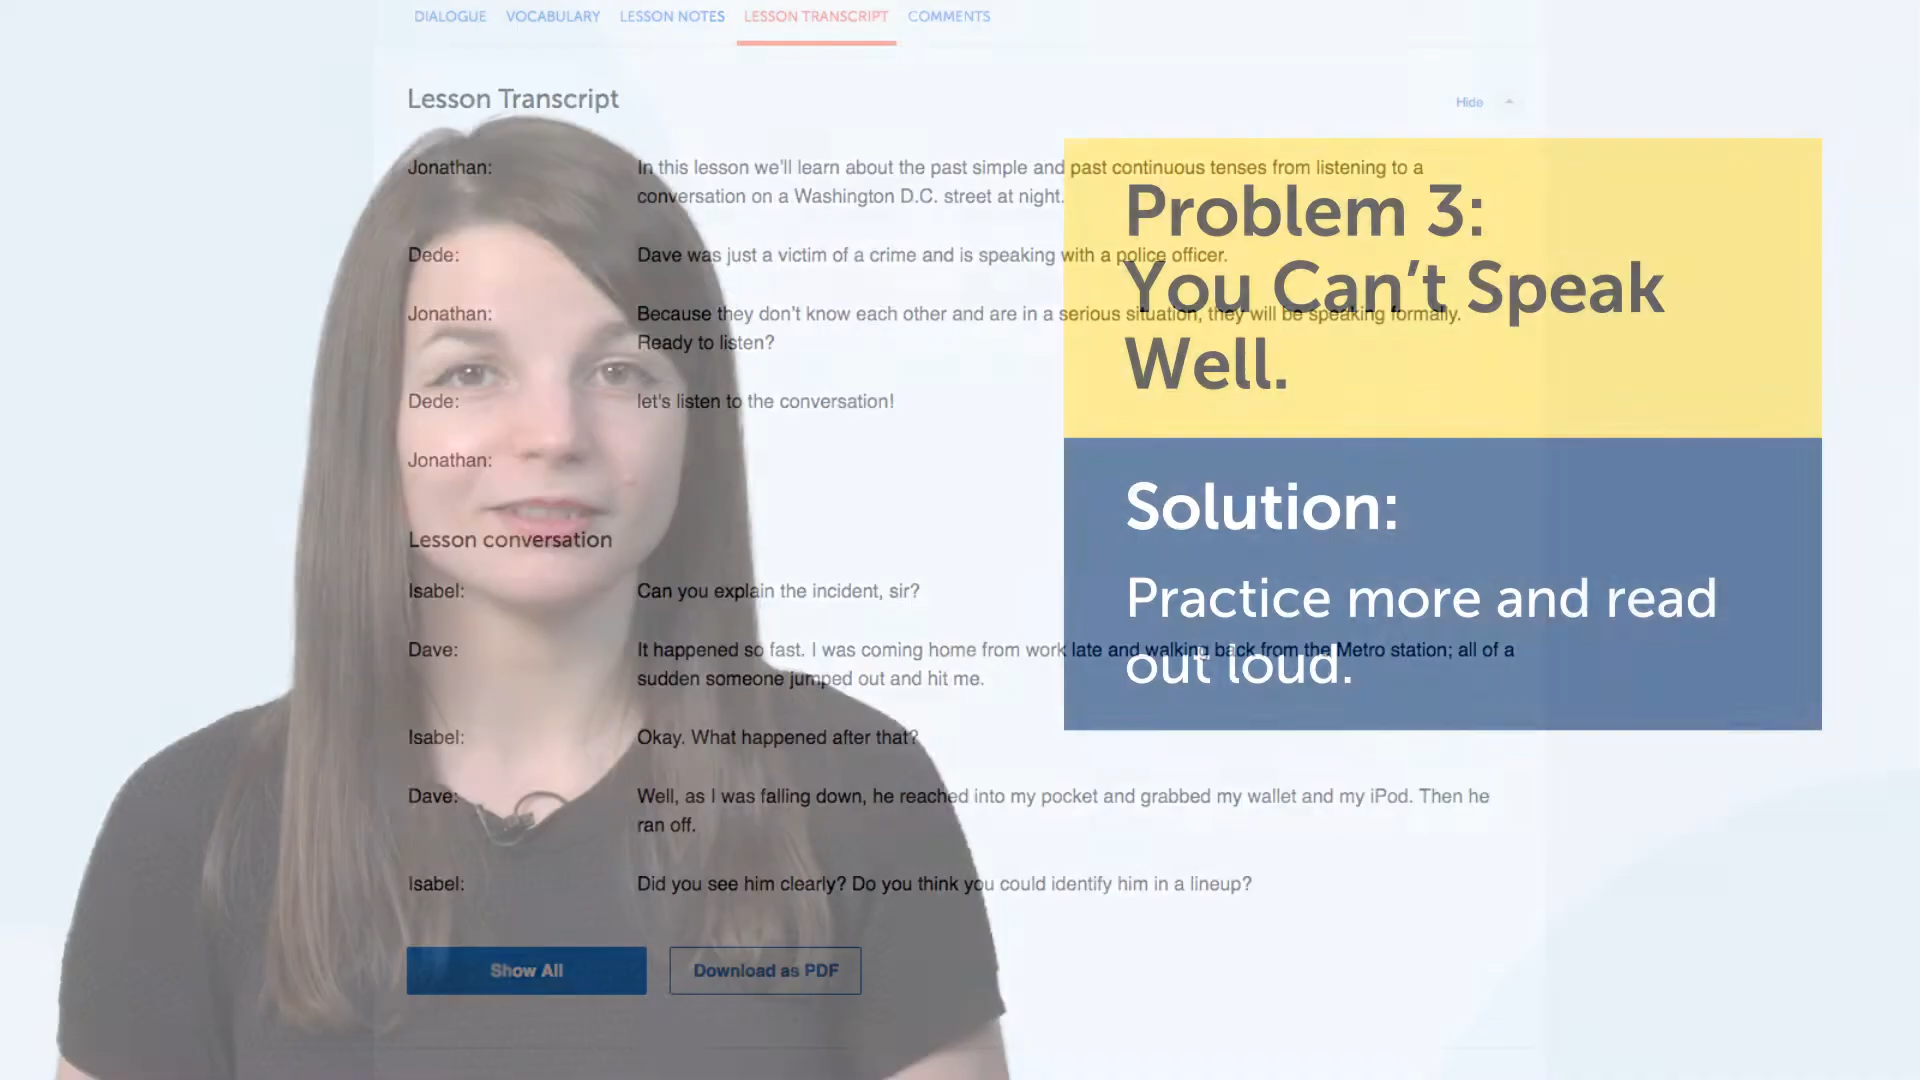 DIALOGUE VOCABULARY LESSON NOTES LESSON TRANSCRIPT COMMENTS
Lesson Transcript
Hide
Jonathan: In this lesson we'll learn about the past simple and past continuous tenses from listening to a
conversation on a Washington D.C. street at night.
Dede: Dave was just a victim of a crime and is speaking with a police officer.
Jonathan: Because they don't know each other and are in a serious situation, they will be speaking formally.
Ready to listen?
Dede: let's listen to the conversation!
Jonathan:
Lesson conversation
Isabel: Can you explain the incident, sir?
Dave: It happened so fast. I was coming home from work late and walking back from the Metro station; all of a
sudden someone jumped out and hit me.
Isabel: Okay. What happened after that?
Dave: Well, as I was falling down, he reached into my pocket and grabbed my wallet and my iPod. Then he
ran off.
Isabel: Did you see him clearly? Do you think you could identify him in a lineup?
Show All Download as PDF
Problem 3:
You Can't Speak
Well.
Solution:
Practice more and read
out loud.